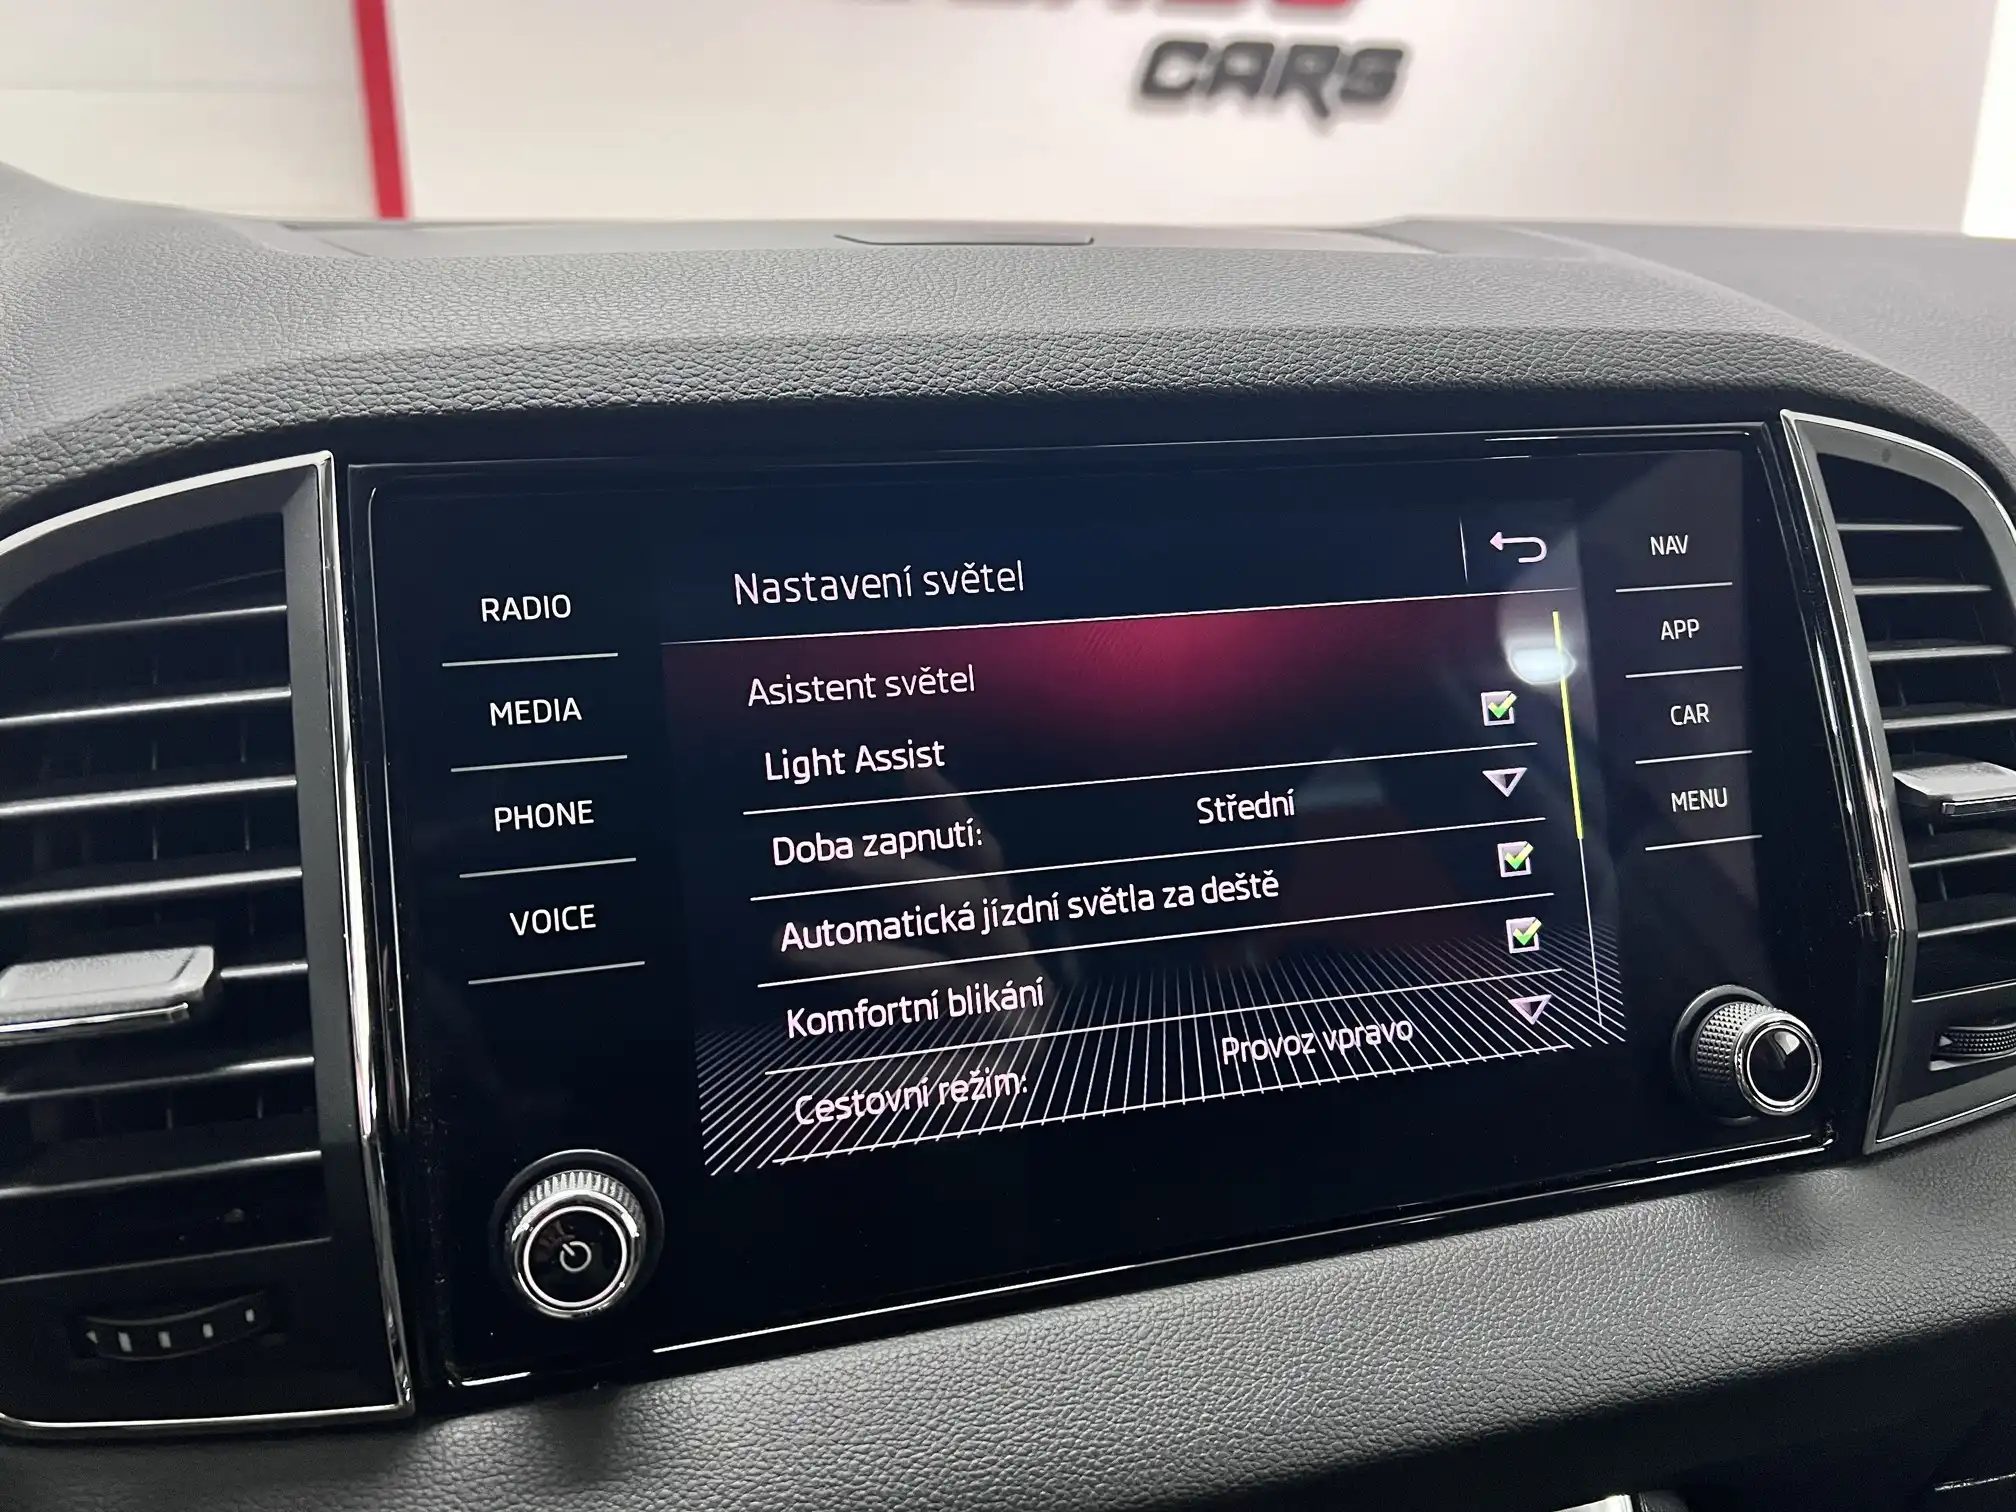 CARS
RADIO
MEDIA
PHONE
VOICE
Nastavení světel
Asistent světel
Light Assist
Doba zapnutí: Střední
Automatická jízdní světla za deště
Komfortní blikání
Cestovní režim: Provoz vpravo
NAV
APP
CAR
MENU